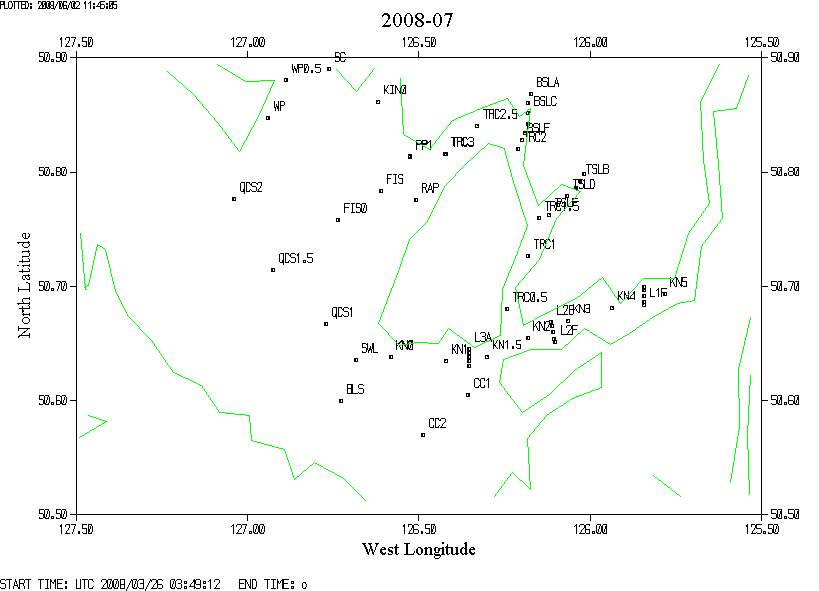 PLOTTED: 2008/06/02 11:45:05
2008-07
127.50 127.00 126.50 126.00 125.50
50.90 50.90
SC
WP0.5
BSLA
KIN0
BSLC
WP
TRC2.5
BSLF
TRC2
PP1 TRC3
50.80 50.80
TSLB
FIS TSLD
QCS2 RAP
TSLF
FIS0 TRC1.5
TRC1
QCS1.5
North Latitude
50.70 50.70
KN5
L1F
KN4
TRC0.5
QCS1 L2B KN3
KN2 L2F
L3A
SWL KN0 KN1 KN1.5
BLS CC1
50.60 50.60
CC2
50.50 50.50
127.50 127.00 126.50 126.00 125.50
West Longitude
START TIME: UTC 2008/03/26 03:49:12 END TIME: o